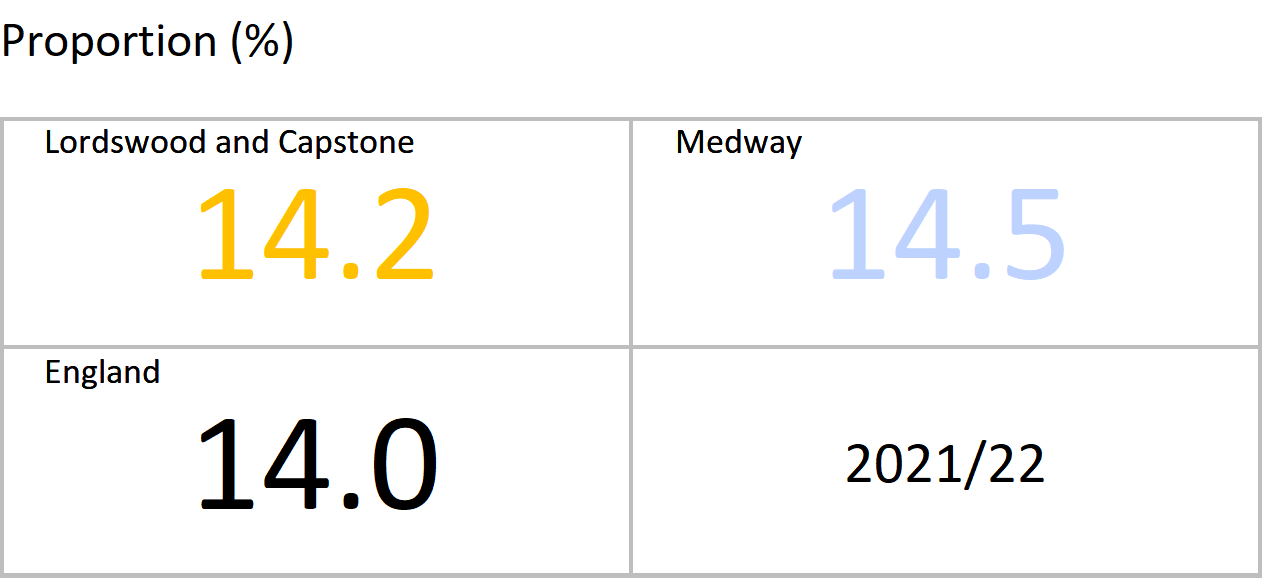 Proportion (%)
Lordswood and Capstone
14.2
Medway
14.5
England
14.0
2021/22